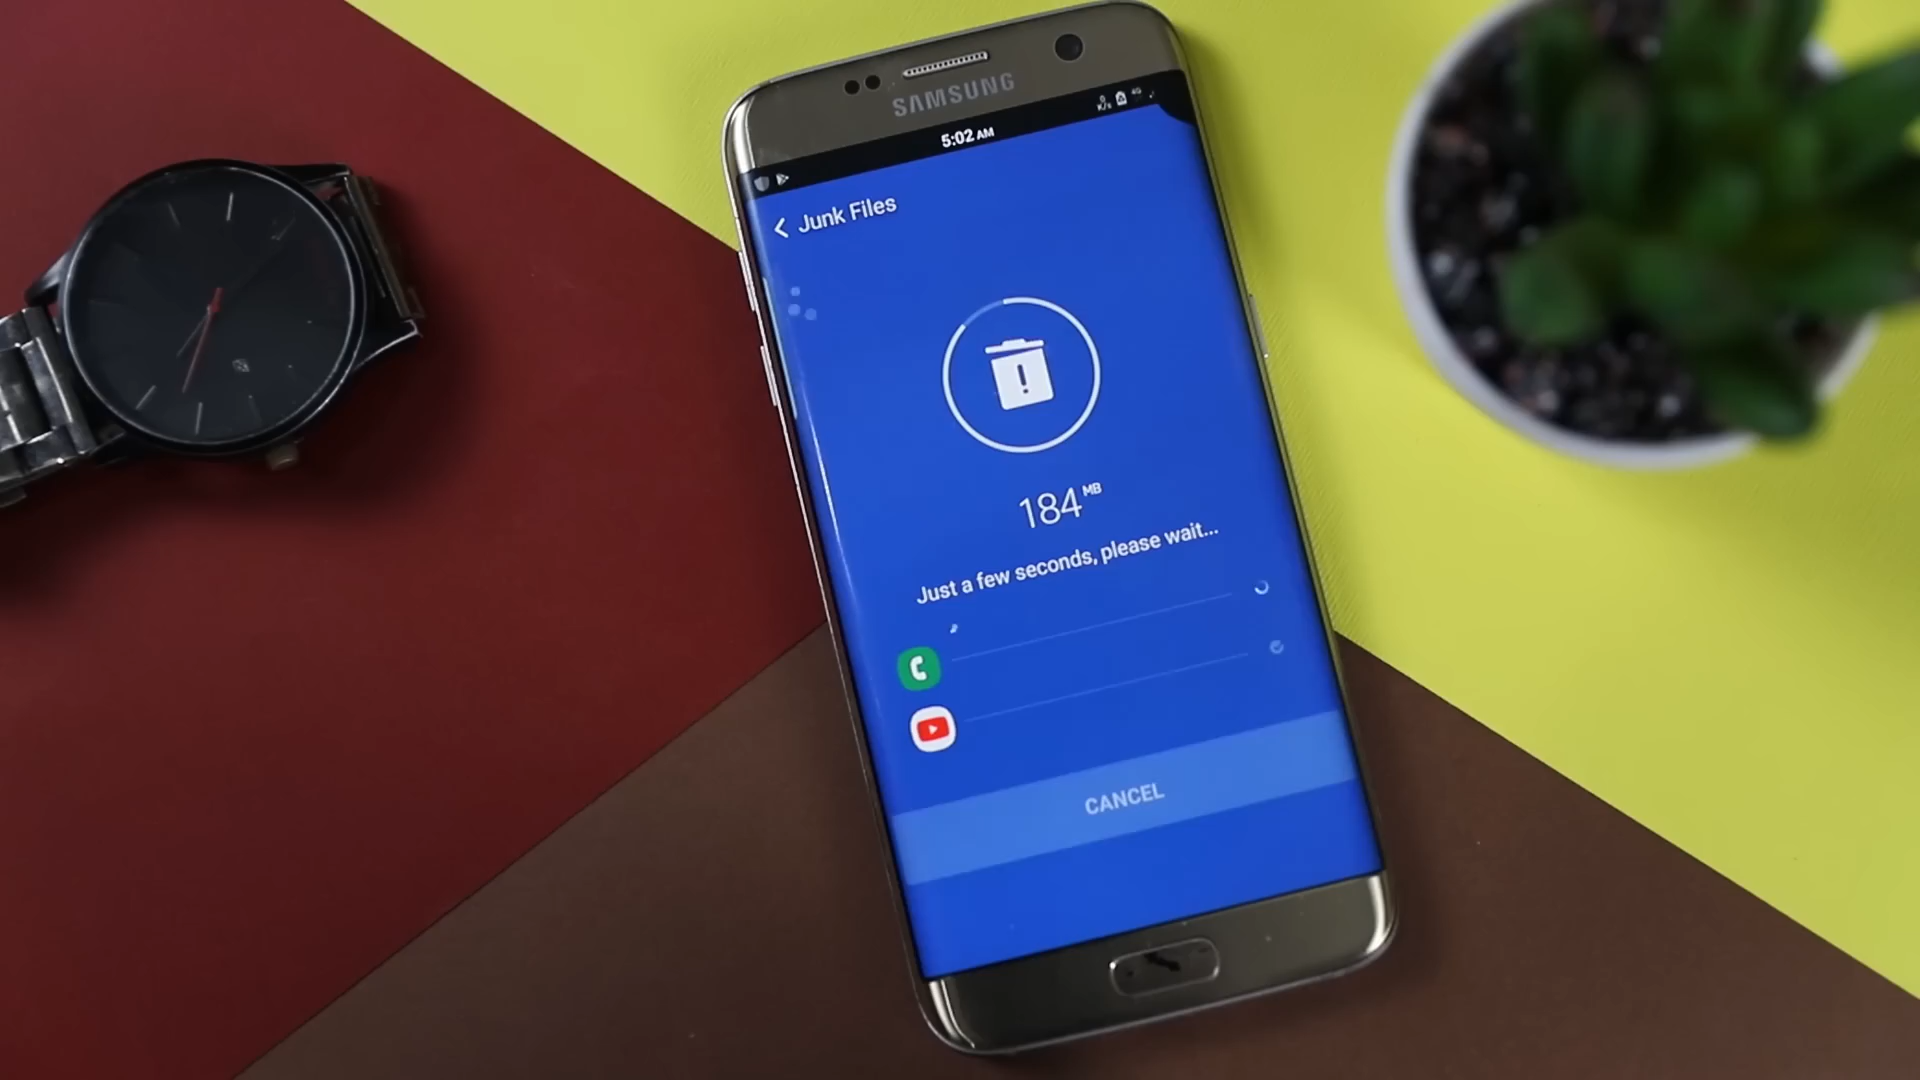 SAMSUNG
5:02 AM
Junk Files
184 MB
Just a few seconds, please wait...
CANCEL